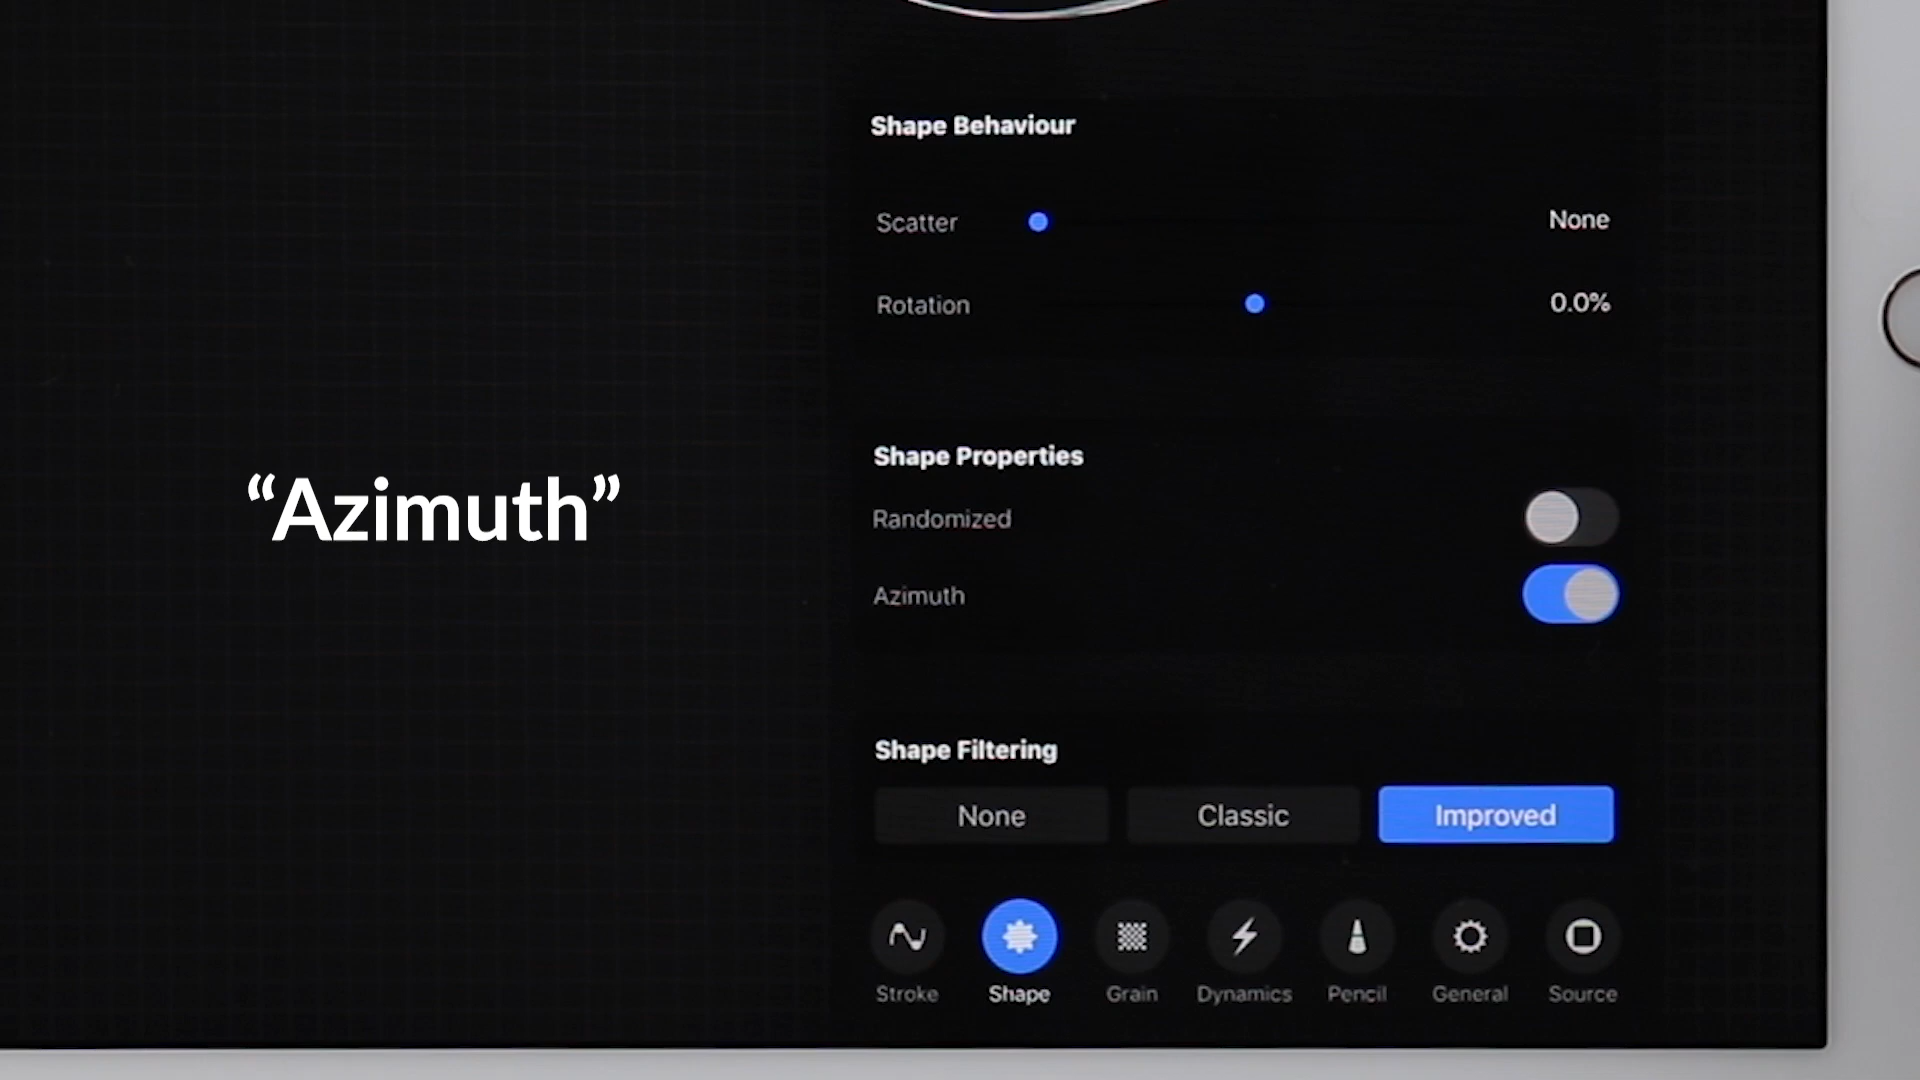 Shape Behaviour
Scatter None
Rotation 0.0%
“Azimuth”
Shape Properties
Randomized
Azimuth
Shape Filtering
None Classic Improved
Stroke Shape Grain Dynamics Pencil General Source